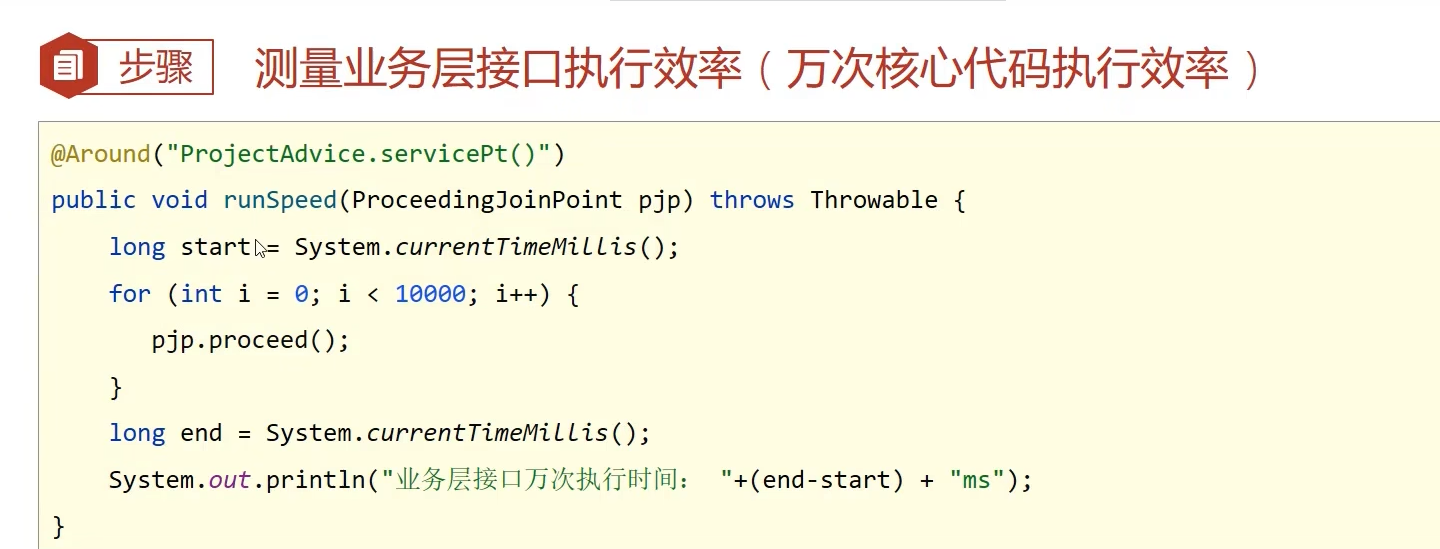 步骤
测量业务层接口执行效率（万次核心代码执行效率）
@Around("ProjectAdvice.servicePt()")
public void runSpeed(ProceedingJoinPoint pjp) throws Throwable {
    long start = System.currentTimeMillis();
    for (int i = 0; i < 10000; i++) {
       pjp.proceed();
    }
    long end = System.currentTimeMillis();
    System.out.println("业务层接口万次执行时间： "+(end-start) + "ms");
}